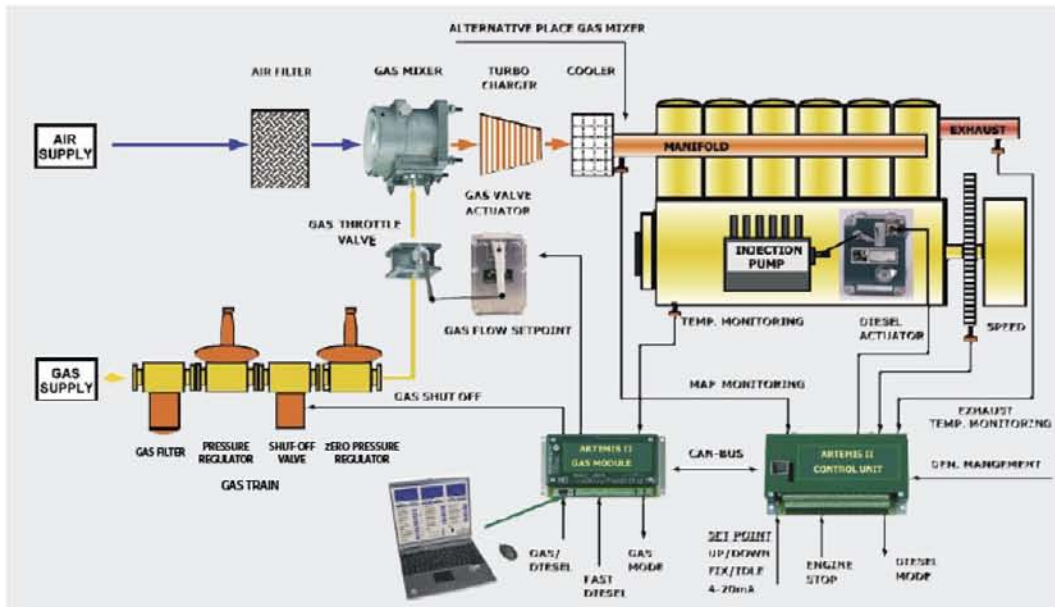 ALTERNATIVE PLACE GAS MIXER
AIR FILTER
GAS MIXER
TURBO
CHARGER
COOLER
AIR
SUPPLY
MANIFOLD
EXHAUST
GAS VALVE
ACTUATOR
GAS THROTTLE
VALVE
INJECTION
PUMP
GAS FLOW SETPOINT
TEMP. MONITORING
DIESEL
ACTUATOR
SPEED
GAS
SUPPLY
GAS SHUT OFF
MAP MONITORING
EXHAUST
TEMP. MONITORING
GAS FILTER
PRESSURE
REGULATOR
SHUT-OFF
VALVE
zERO PRESSURE
REGULATOR
GAS TRAIN
ARTEMIS II
GAS MODULE
CAN-BUS
ARTEMIS II
CONTROL UNIT
GEN. MANGEMENT
GAS/
DIESEL
FAST
DIESEL
GAS
MODE
SET POINT
UP/DOWN
FIX/IDLE
4-20mA
ENGINE
STOP
DIESEL
MODE